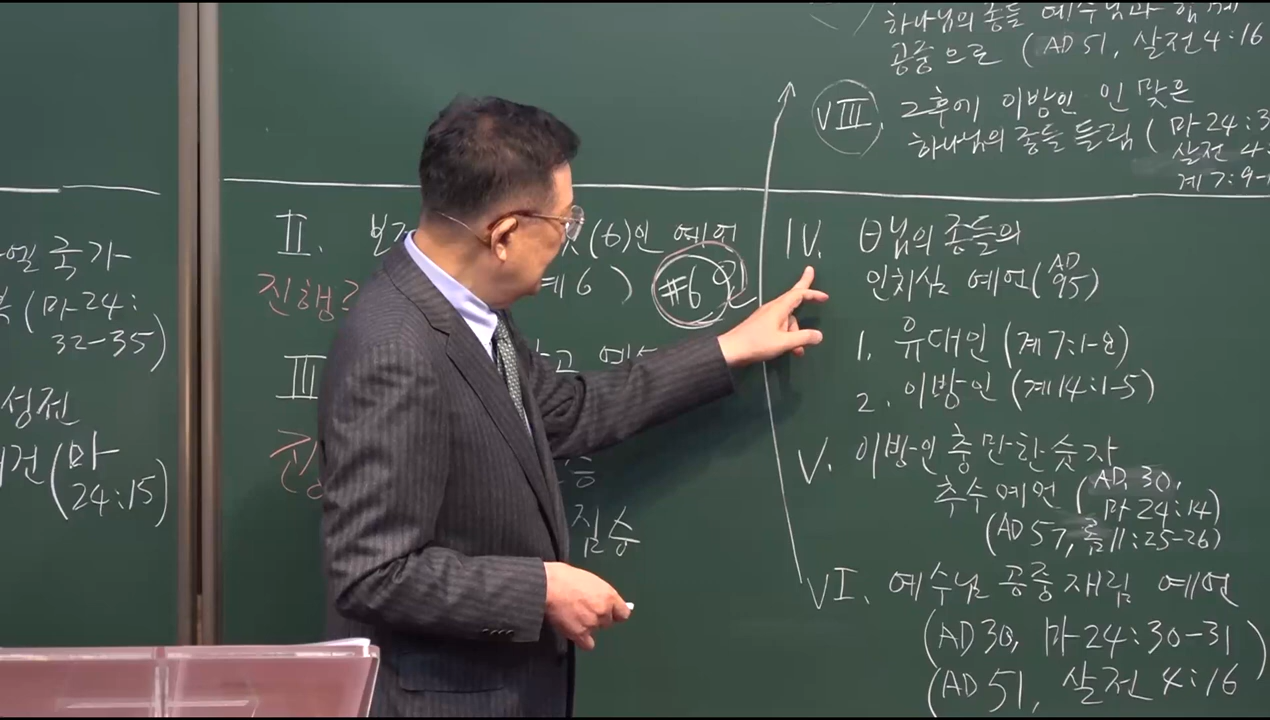 하나님의 종들 예수님과 함께
공중으로 (AD 51, 살전 4:16
VIII. 그후에 이방인 인 맞은
하나님의 종들 들림 (마 24:3
살전 4:
계 7:9-1
엘 국가
(마 24:
32-35)
성전
건 (마
24:15)
II.
(6)인 예언
진행
계 6)
#6
III
짐승
IV. 하님의 종들의
인치심 예언 (AD 95)
1. 유대인 (계 7:1-8)
2. 이방인 (계 14:1-5)
V. 이방인 충만한 숫자
추수 예언 (AD 30,
마 24:14)
(AD 57, 롬 11:25-26)
VI. 예수님 공중 재림 예언
(AD 30, 마 24:30-31)
(AD 51, 살전 4:16)